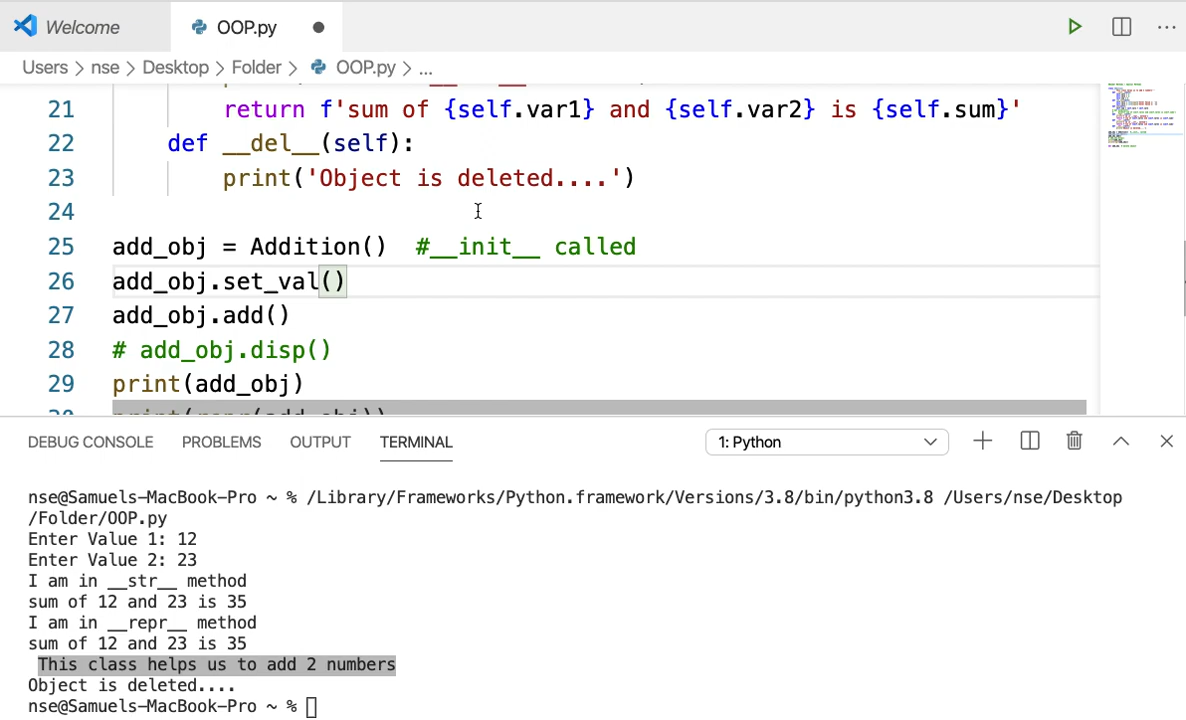 Welcome OOP.py
Users > nse > Desktop > Folder > OOP.py > ...
21 return f'sum of {self.var1} and {self.var2} is {self.sum}'
22 def __del__(self):
23 print('Object is deleted....')
24
25 add_obj = Addition() #__init__ called
26 add_obj.set_val()
27 add_obj.add()
28 # add_obj.disp()
29 print(add_obj)
DEBUG CONSOLE PROBLEMS OUTPUT TERMINAL 1: Python
nse@Samuels-MacBook-Pro ~ % /Library/Frameworks/Python.framework/Versions/3.8/bin/python3.8 /Users/nse/Desktop
/Folder/OOP.py
Enter Value 1: 12
Enter Value 2: 23
I am in __str__ method
sum of 12 and 23 is 35
I am in __repr__ method
sum of 12 and 23 is 35
This class helps us to add 2 numbers
Object is deleted....
nse@Samuels-MacBook-Pro ~ %